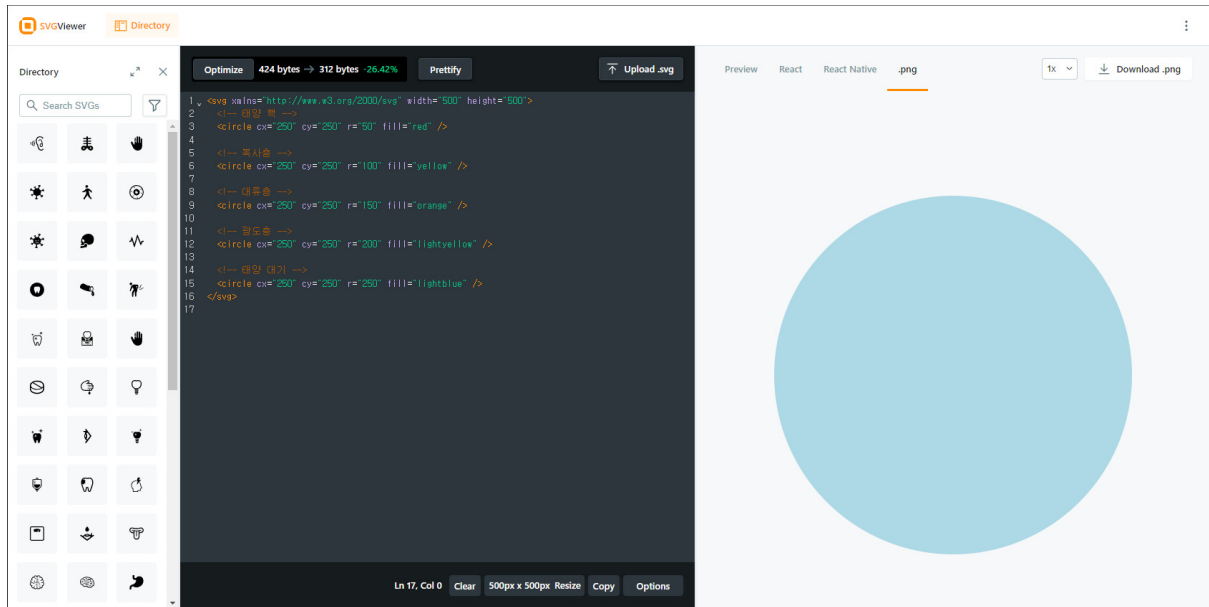 SVGViewer
Directory
Directory
Search SVGs
Optimize
424 bytes → 312 bytes -26.42%
Prettify
Upload .svg
1 <svg xmlns="http://www.w3.org/2000/svg" width="500" height="500">
2 <!-- 태양 핵 -->
3 <circle cx="250" cy="250" r="50" fill="red" />
4
5 <!-- 복사층 -->
6 <circle cx="250" cy="250" r="100" fill="yellow" />
7
8 <!-- 대류층 -->
9 <circle cx="250" cy="250" r="150" fill="orange" />
10
11 <!-- 광도층 -->
12 <circle cx="250" cy="250" r="200" fill="lightyellow" />
13
14 <!-- 태양 대기 -->
15 <circle cx="250" cy="250" r="250" fill="lightblue" />
16 </svg>
17
Ln 17, Col 0
Clear
500px x 500px Resize
Copy
Options
Preview
React
React Native
.png
1x
Download .png